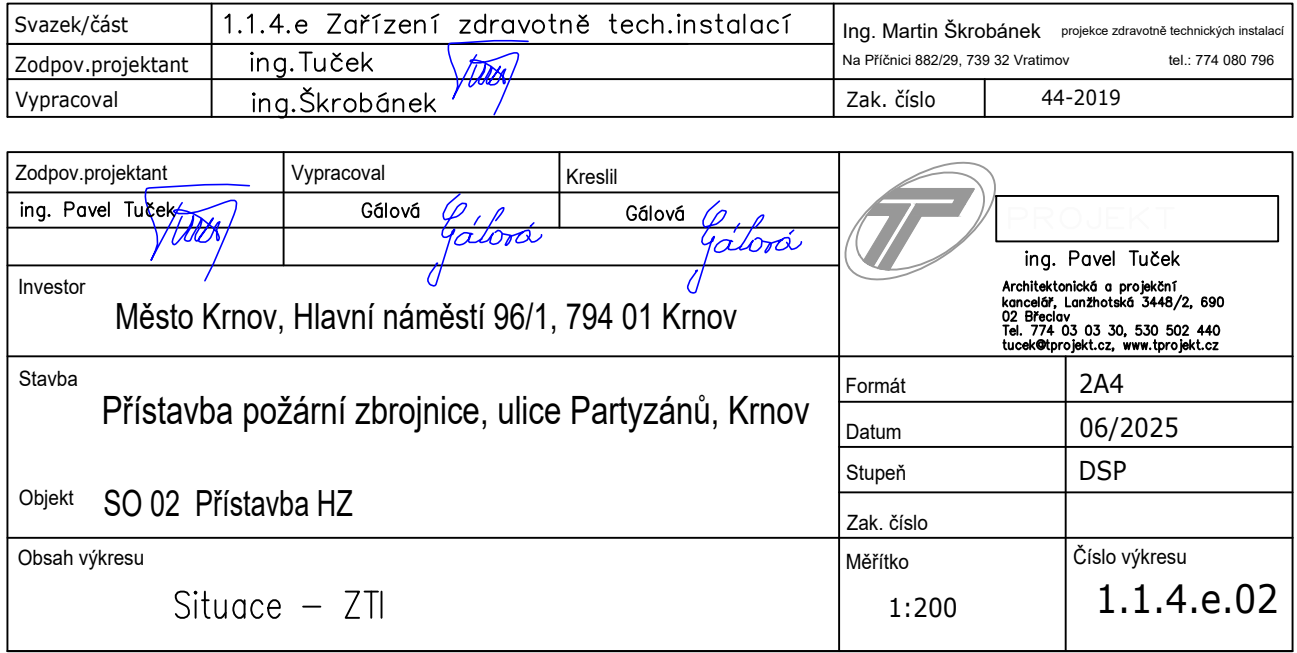 Svazek/část 1.1.4.e Zařízení zdravotně tech.instalací
Zodpov.projektant ing.Tuček
Vypracoval ing.Škrobánek
Ing. Martin Škrobánek projekce zdravotně technických instalací
Na Příčnici 882/29, 739 32 Vratimov tel.: 774 080 796
Zak. číslo 44-2019
Zodpov.projektant Vypracoval Kreslil
ing. Pavel Tuček Gálová Gálová
Gálová Gálová
PROJEKT
ing. Pavel Tuček
Architektonická a projekční
kancelář, Lanžhotská 3448/2, 690
02 Břeclav
Tel. 774 03 03 30, 530 502 440
tucek@tprojekt.cz, www.tprojekt.cz
Investor
Město Krnov, Hlavní náměstí 96/1, 794 01 Krnov
Stavba
Přístavba požární zbrojnice, ulice Partyzánů, Krnov
Objekt SO 02 Přístavba HZ
Formát 2A4
Datum 06/2025
Stupeň DSP
Zak. číslo
Obsah výkresu
Situace – ZTI
Měřítko
1:200
Číslo výkresu
1.1.4.e.02